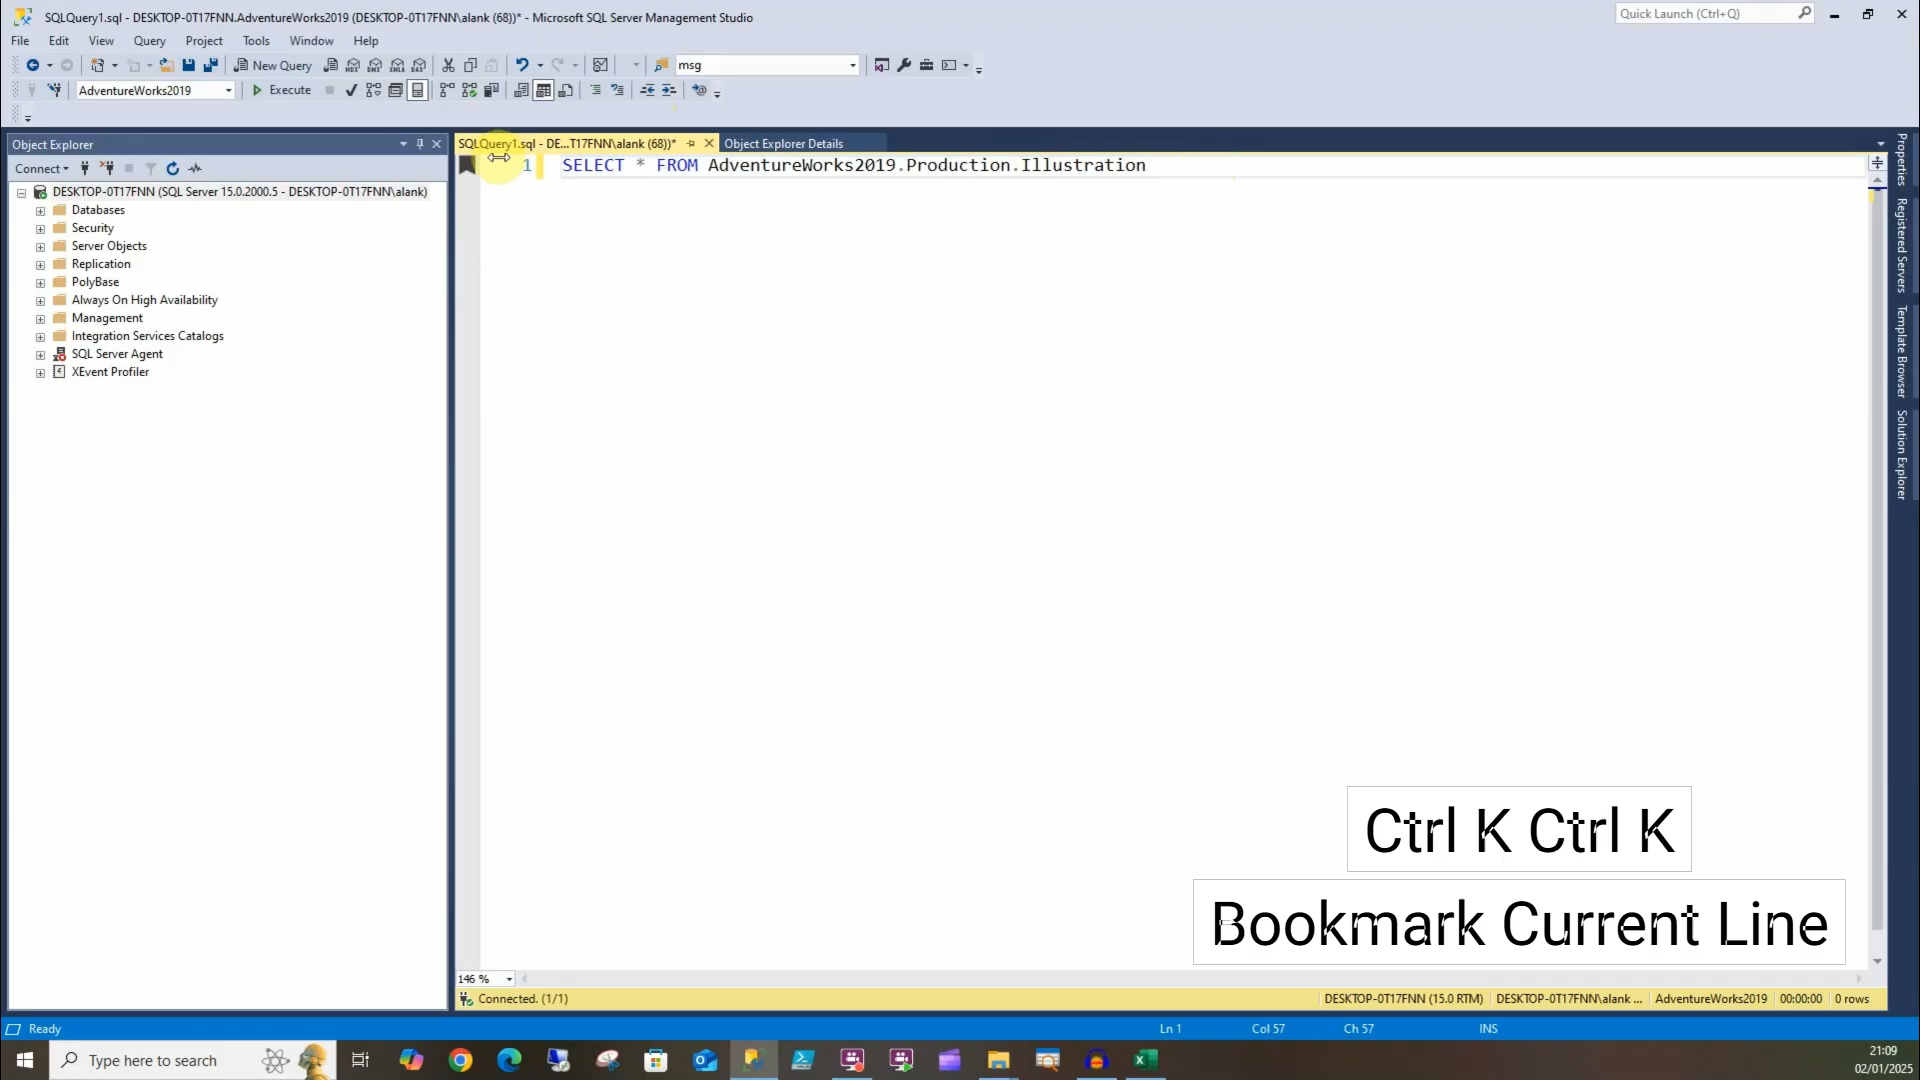 SQLQuery1.sql - DESKTOP-0T17FNN.AdventureWorks2019 (DESKTOP-0T17FNN\alank (68))* - Microsoft SQL Server Management Studio
Quick Launch (Ctrl+Q)
File Edit View Query Project Tools Window Help
New Query
MDX DMX XMLA DAX
msg
AdventureWorks2019
Execute
Object Explorer
SQLQuery1.sql - DE...T17FNN\alank (68))*
Object Explorer Details
Connect
1 SELECT * FROM AdventureWorks2019.Production.Illustration
DESKTOP-0T17FNN (SQL Server 15.0.2000.5 - DESKTOP-0T17FNN\alank)
Databases
Security
Server Objects
Replication
PolyBase
Always On High Availability
Management
Integration Services Catalogs
SQL Server Agent
XEvent Profiler
Properties
Registered Servers
Template Browser
Solution Explorer
Ctrl K Ctrl K
Bookmark Current Line
146 %
Connected. (1/1)
DESKTOP-0T17FNN (15.0 RTM)
DESKTOP-0T17FNN\alank ...
AdventureWorks2019
00:00:00
0 rows
Ready
Ln 1
Col 57
Ch 57
INS
Type here to search
21:09
02/01/2025